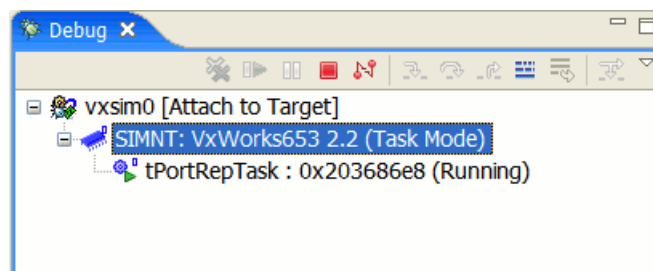 Debug
vxsim0 [Attach to Target]
SIMNT: VxWorks653 2.2 (Task Mode)
tPortRepTask : 0x203686e8 (Running)